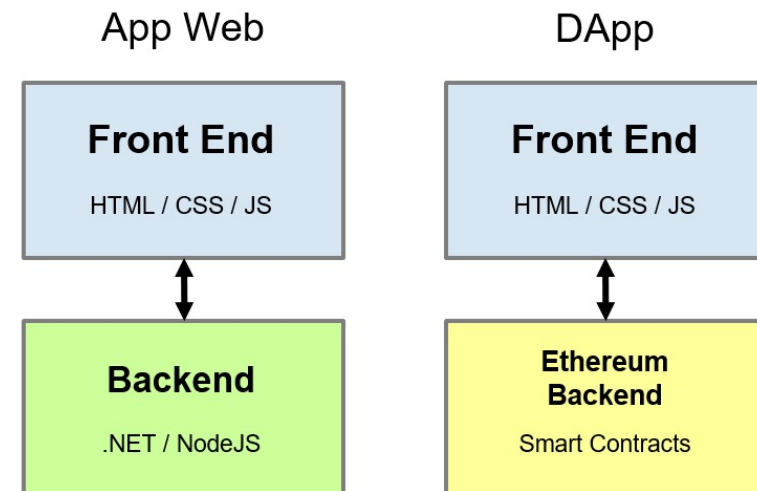 App Web
DApp
Front End
HTML / CSS / JS
Front End
HTML / CSS / JS
Backend
.NET / NodeJS
Ethereum
Backend
Smart Contracts